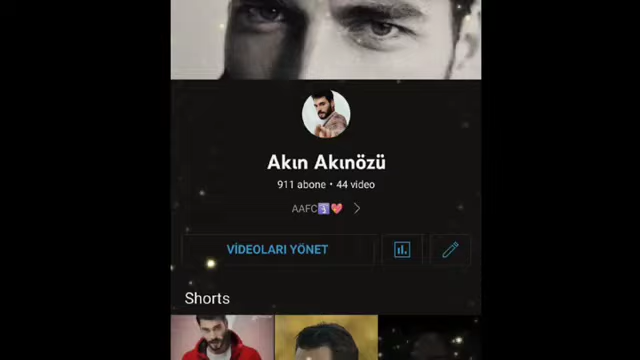 Akın Akınözü
911 abone • 44 video
AAFC🛐❤️
VİDEOLARI YÖNET
Shorts